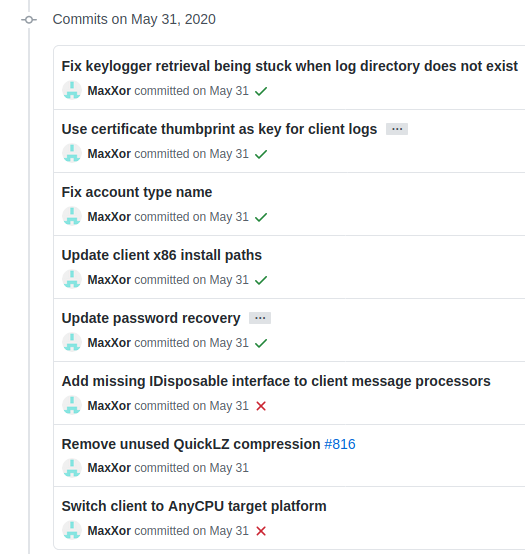 Commits on May 31, 2020
Fix keylogger retrieval being stuck when log directory does not exist
MaxXor committed on May 31
Use certificate thumbprint as key for client logs ...
MaxXor committed on May 31
Fix account type name
MaxXor committed on May 31
Update client x86 install paths
MaxXor committed on May 31
Update password recovery ...
MaxXor committed on May 31
Add missing IDisposable interface to client message processors
MaxXor committed on May 31
Remove unused QuickLZ compression #816
MaxXor committed on May 31
Switch client to AnyCPU target platform
MaxXor committed on May 31